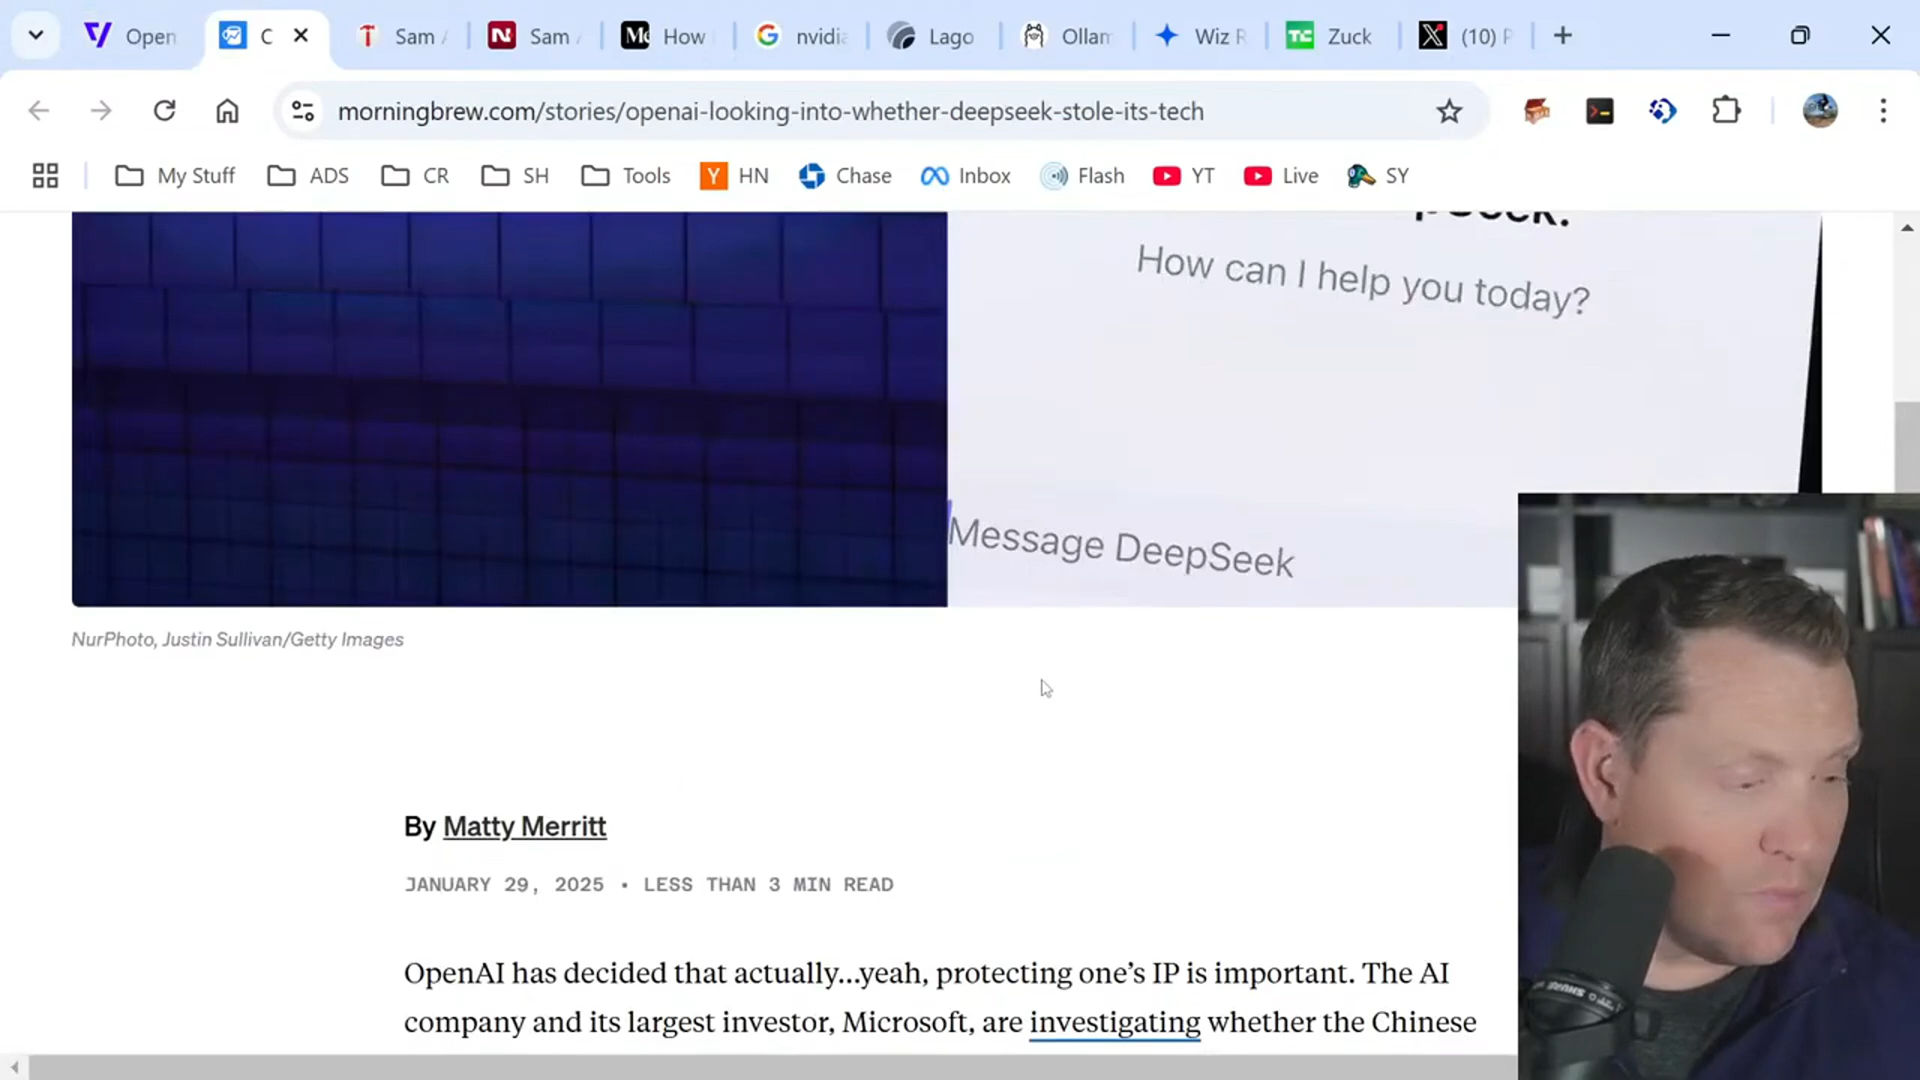 Open
C
Sam
Sam
How
nvidi
Lago
Ollam
Wiz R
Zuck
(10) P
morningbrew.com/stories/openai-looking-into-whether-deepseek-stole-its-tech
My Stuff ADS CR SH Tools HN Chase Inbox Flash YT Live SY
How can I help you today?
Message DeepSeek
NurPhoto, Justin Sullivan/Getty Images
By Matty Merritt
JANUARY 29, 2025 • LESS THAN 3 MIN READ
OpenAI has decided that actually...yeah, protecting one's IP is important. The AI
company and its largest investor, Microsoft, are investigating whether the Chinese